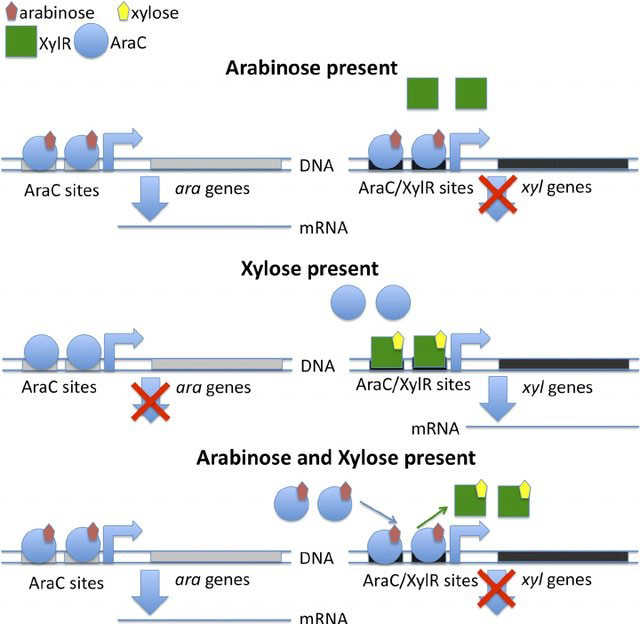 arabinose xylose
XylR AraC
Arabinose present
DNA
AraC sites ara genes AraC/XylR sites xyl genes
mRNA
Xylose present
DNA
AraC sites ara genes AraC/XylR sites xyl genes
mRNA
Arabinose and Xylose present
DNA
AraC sites ara genes AraC/XylR sites xyl genes
mRNA